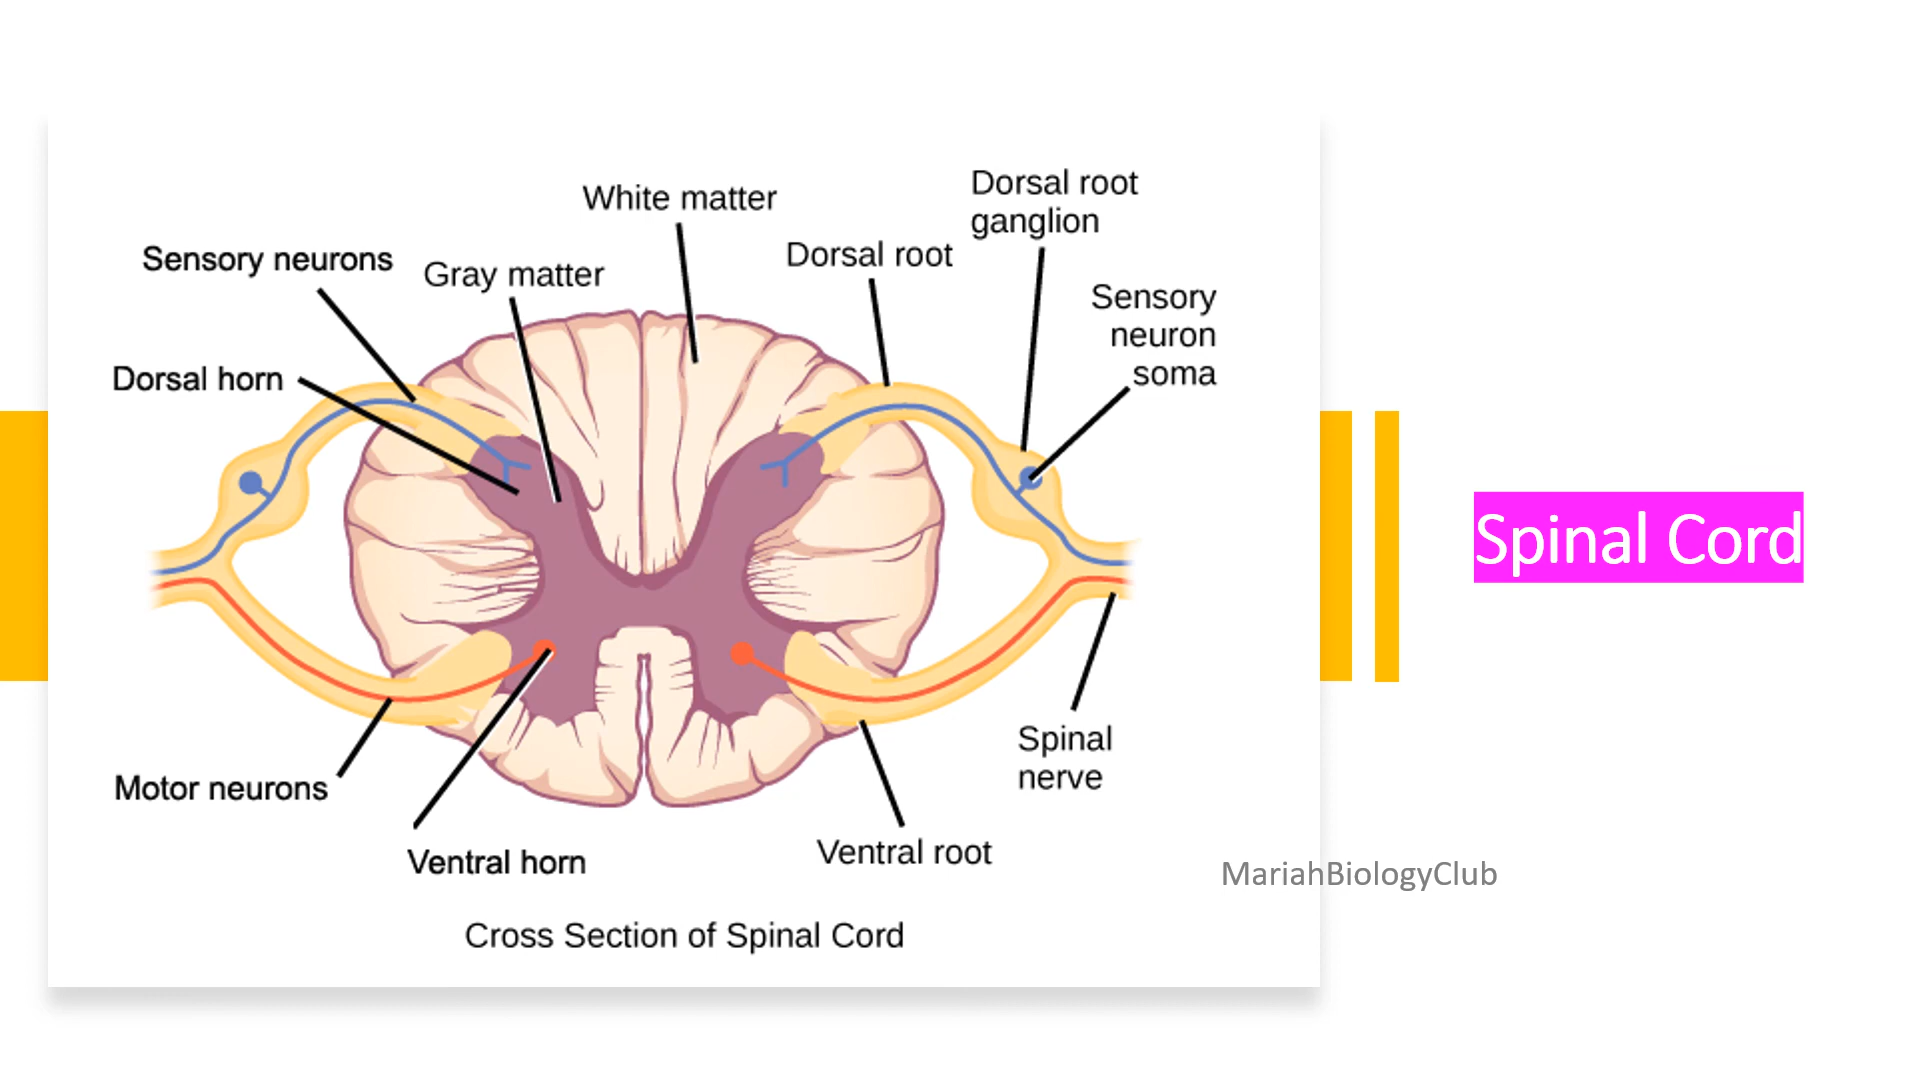 White matter
Dorsal root
ganglion
Sensory neurons
Gray matter
Dorsal root
Sensory
neuron
soma
Dorsal horn
Spinal Cord
Spinal
nerve
Motor neurons
Ventral horn
Ventral root
MariahBiologyClub
Cross Section of Spinal Cord